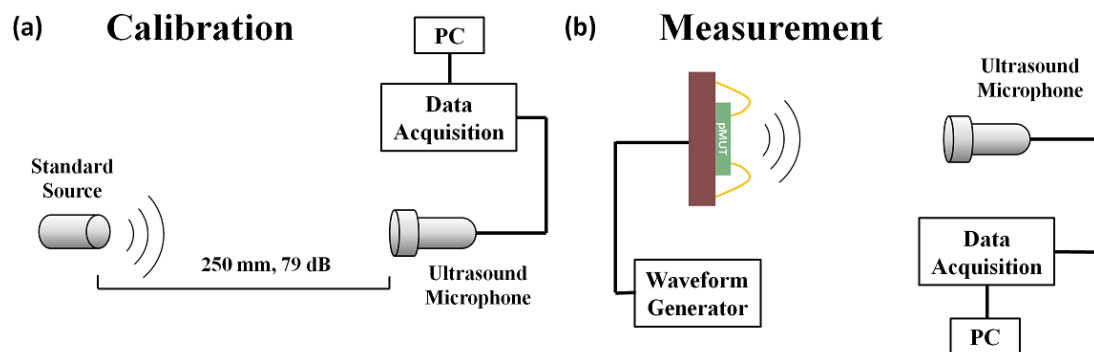 (a) Calibration
PC
Data
Acquisition
Standard
Source
250 mm, 79 dB
Ultrasound
Microphone
(b) Measurement
Ultrasound
Microphone
pMUT
Waveform
Generator
Data
Acquisition
PC